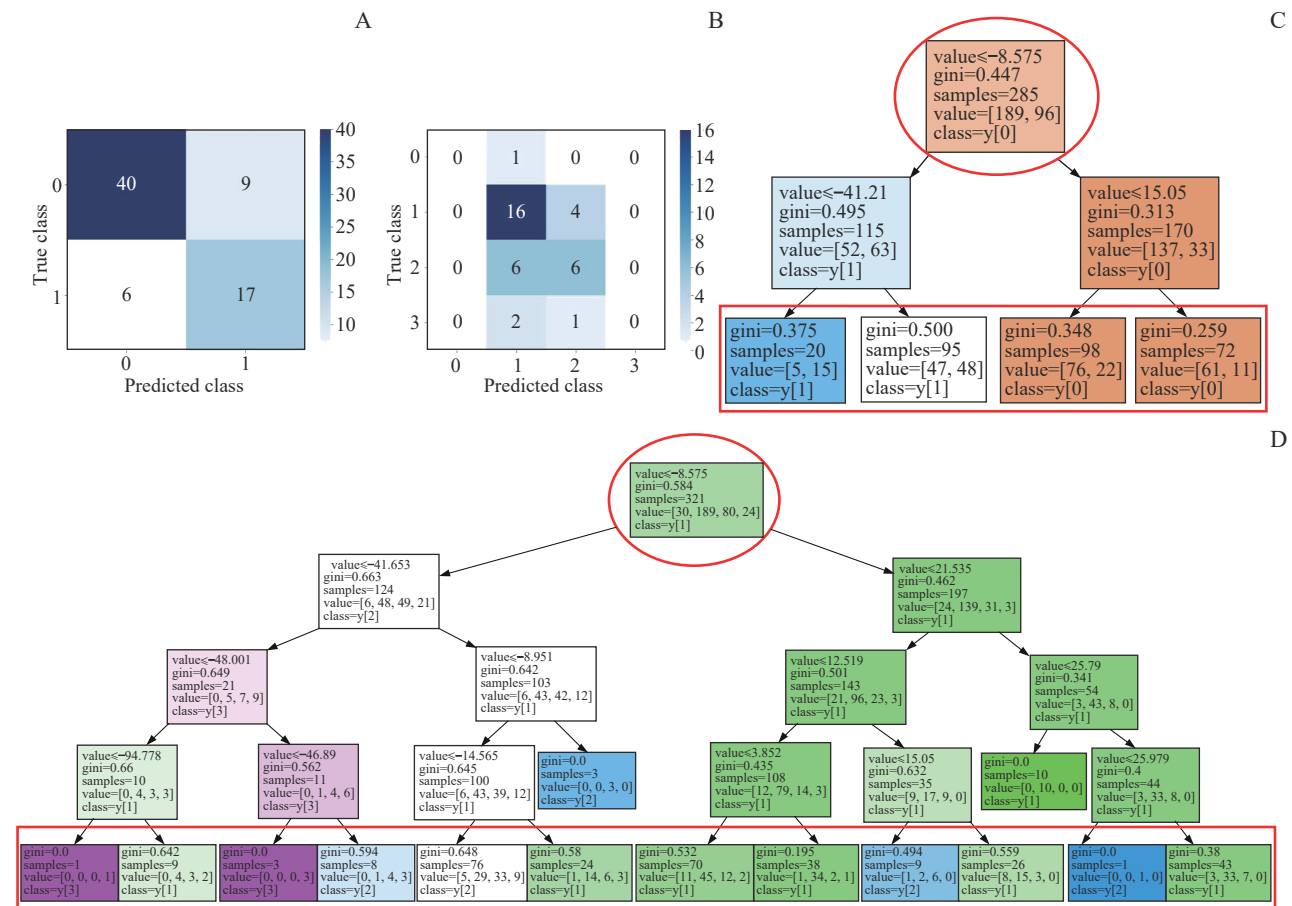 A
40
9
6
17
0
1
0
1
True class
Predicted class
40
35
30
25
20
15
10
B
0
1
0
0
0
16
4
0
0
6
6
0
0
2
1
0
0
1
2
3
0
1
2
3
True class
Predicted class
16
14
12
10
8
6
4
2
0
C
value≤−8.575
gini=0.447
samples=285
value=[189, 96]
class=y[0]
value≤−41.21
gini=0.495
samples=115
value=[52, 63]
class=y[1]
value≤15.05
gini=0.313
samples=170
value=[137, 33]
class=y[0]
gini=0.375
samples=20
value=[5, 15]
class=y[1]
gini=0.500
samples=95
value=[47, 48]
class=y[1]
gini=0.348
samples=98
value=[76, 22]
class=y[0]
gini=0.259
samples=72
value=[61, 11]
class=y[0]
D
value≤−8.575
gini=0.584
samples=321
value=[30, 189, 80, 24]
class=y[1]
value≤−41.653
gini=0.663
samples=124
value=[6, 48, 49, 21]
class=y[2]
value≤21.535
gini=0.462
samples=197
value=[24, 139, 31, 3]
class=y[1]
value≤−48.001
gini=0.649
samples=21
value=[0, 5, 7, 9]
class=y[3]
value≤−8.951
gini=0.642
samples=103
value=[6, 43, 42, 12]
class=y[1]
value≤12.519
gini=0.501
samples=143
value=[21, 96, 23, 3]
class=y[1]
value≤25.79
gini=0.341
samples=54
value=[3, 43, 8, 0]
class=y[1]
value≤−94.778
gini=0.66
samples=10
value=[0, 4, 3, 3]
class=y[1]
value≤−46.89
gini=0.562
samples=11
value=[0, 1, 4, 6]
class=y[3]
value≤−14.565
gini=0.645
samples=100
value=[6, 43, 39, 12]
class=y[1]
gini=0.0
samples=3
value=[0, 0, 3, 0]
class=y[2]
value≤3.852
gini=0.435
samples=108
value=[12, 79, 14, 3]
class=y[1]
value≤15.05
gini=0.632
samples=35
value=[9, 17, 9, 0]
class=y[1]
gini=0.0
samples=10
value=[0, 10, 0, 0]
class=y[1]
value≤25.979
gini=0.4
samples=44
value=[3, 33, 8, 0]
class=y[1]
gini=0.0
samples=1
value=[0, 0, 0, 1]
class=y[3]
gini=0.642
samples=9
value=[0, 4, 3, 2]
class=y[1]
gini=0.0
samples=3
value=[0, 0, 0, 3]
class=y[3]
gini=0.594
samples=8
value=[0, 1, 4, 3]
class=y[2]
gini=0.648
samples=76
value=[5, 29, 33, 9]
class=y[2]
gini=0.58
samples=24
value=[1, 14, 6, 3]
class=y[1]
gini=0.532
samples=70
value=[11, 45, 12, 2]
class=y[1]
gini=0.195
samples=38
value=[1, 34, 2, 1]
class=y[1]
gini=0.494
samples=9
value=[1, 2, 6, 0]
class=y[2]
gini=0.559
samples=26
value=[8, 15, 3, 0]
class=y[1]
gini=0.0
samples=1
value=[0, 0, 1, 0]
class=y[2]
gini=0.38
samples=43
value=[3, 33, 7, 0]
class=y[1]